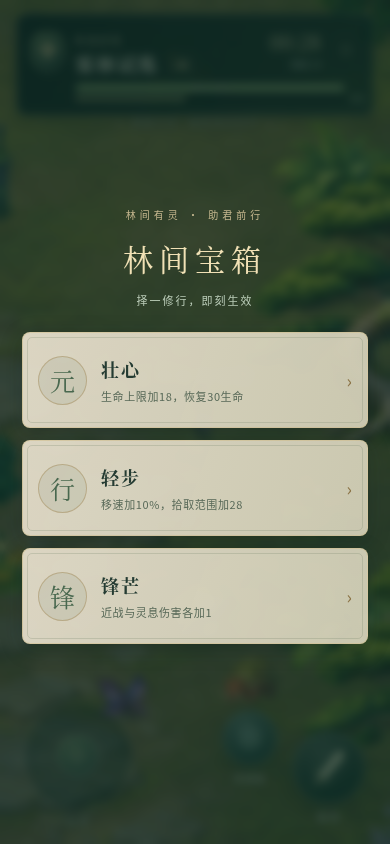 林间有灵 · 助君前行
林间宝箱
择一修行，即刻生效
元
壮心
生命上限加18，恢复30生命
›
行
轻步
移速加10%，拾取范围加28
›
锋
锋芒
近战与灵息伤害各加1
›